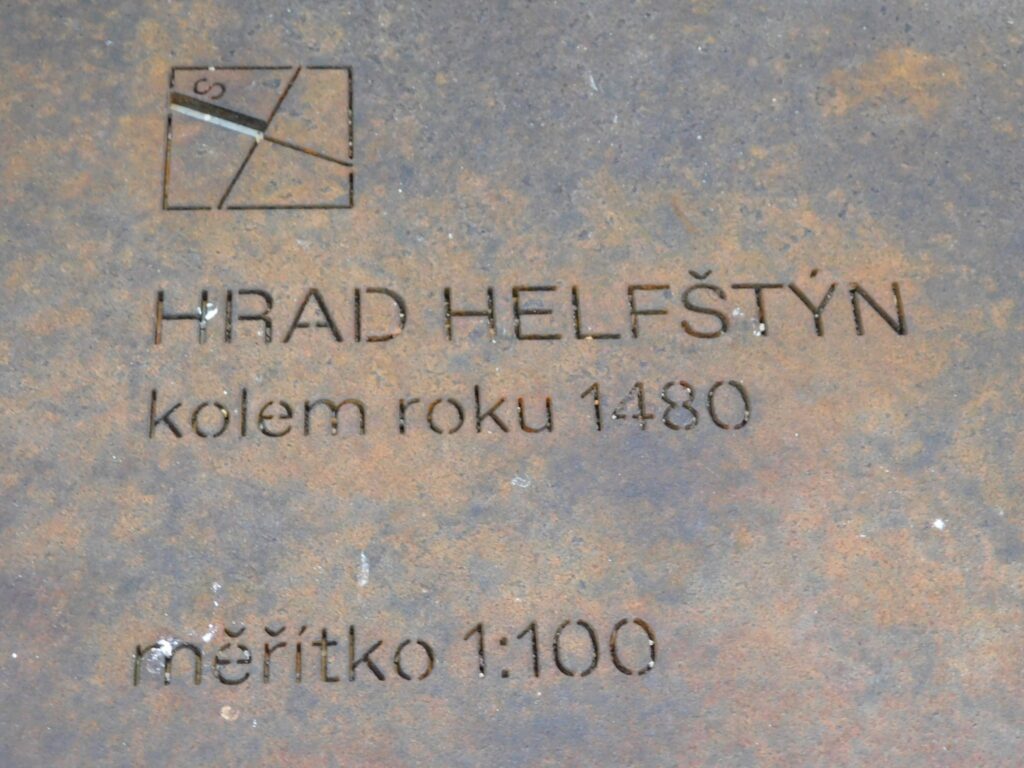 S
HRAD HELFŠTÝN
kolem roku 1480
měřítko 1:100